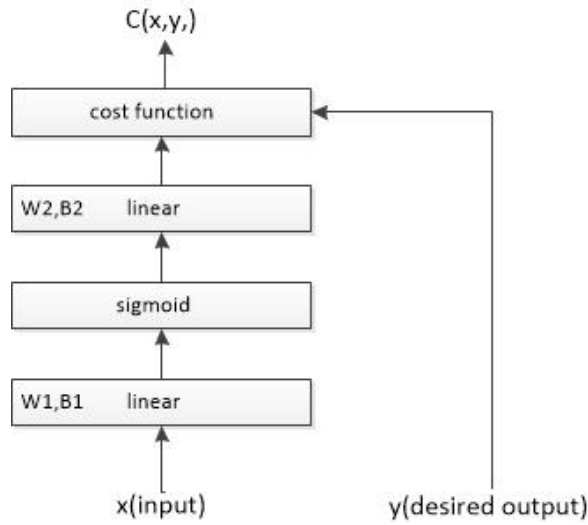 C(x,y,)
cost function
W2,B2 linear
sigmoid
W1,B1 linear
x(input)
y(desired output)